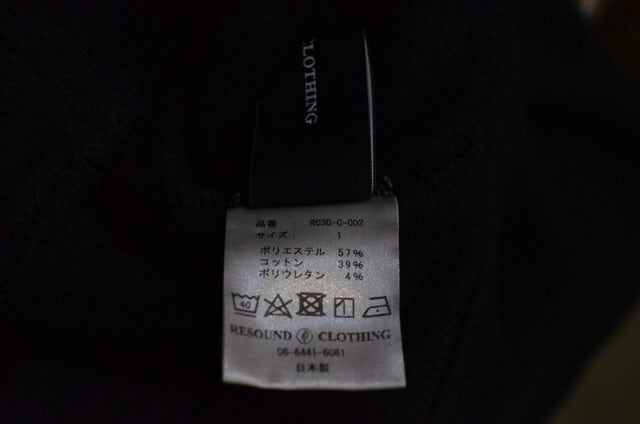 CLOTHING
品番 RC30-C-002
サイズ 1
ポリエステル 57%
コットン 39%
ポリウレタン 4%
40
RESOUND CLOTHING
06-6441-6061
日本製